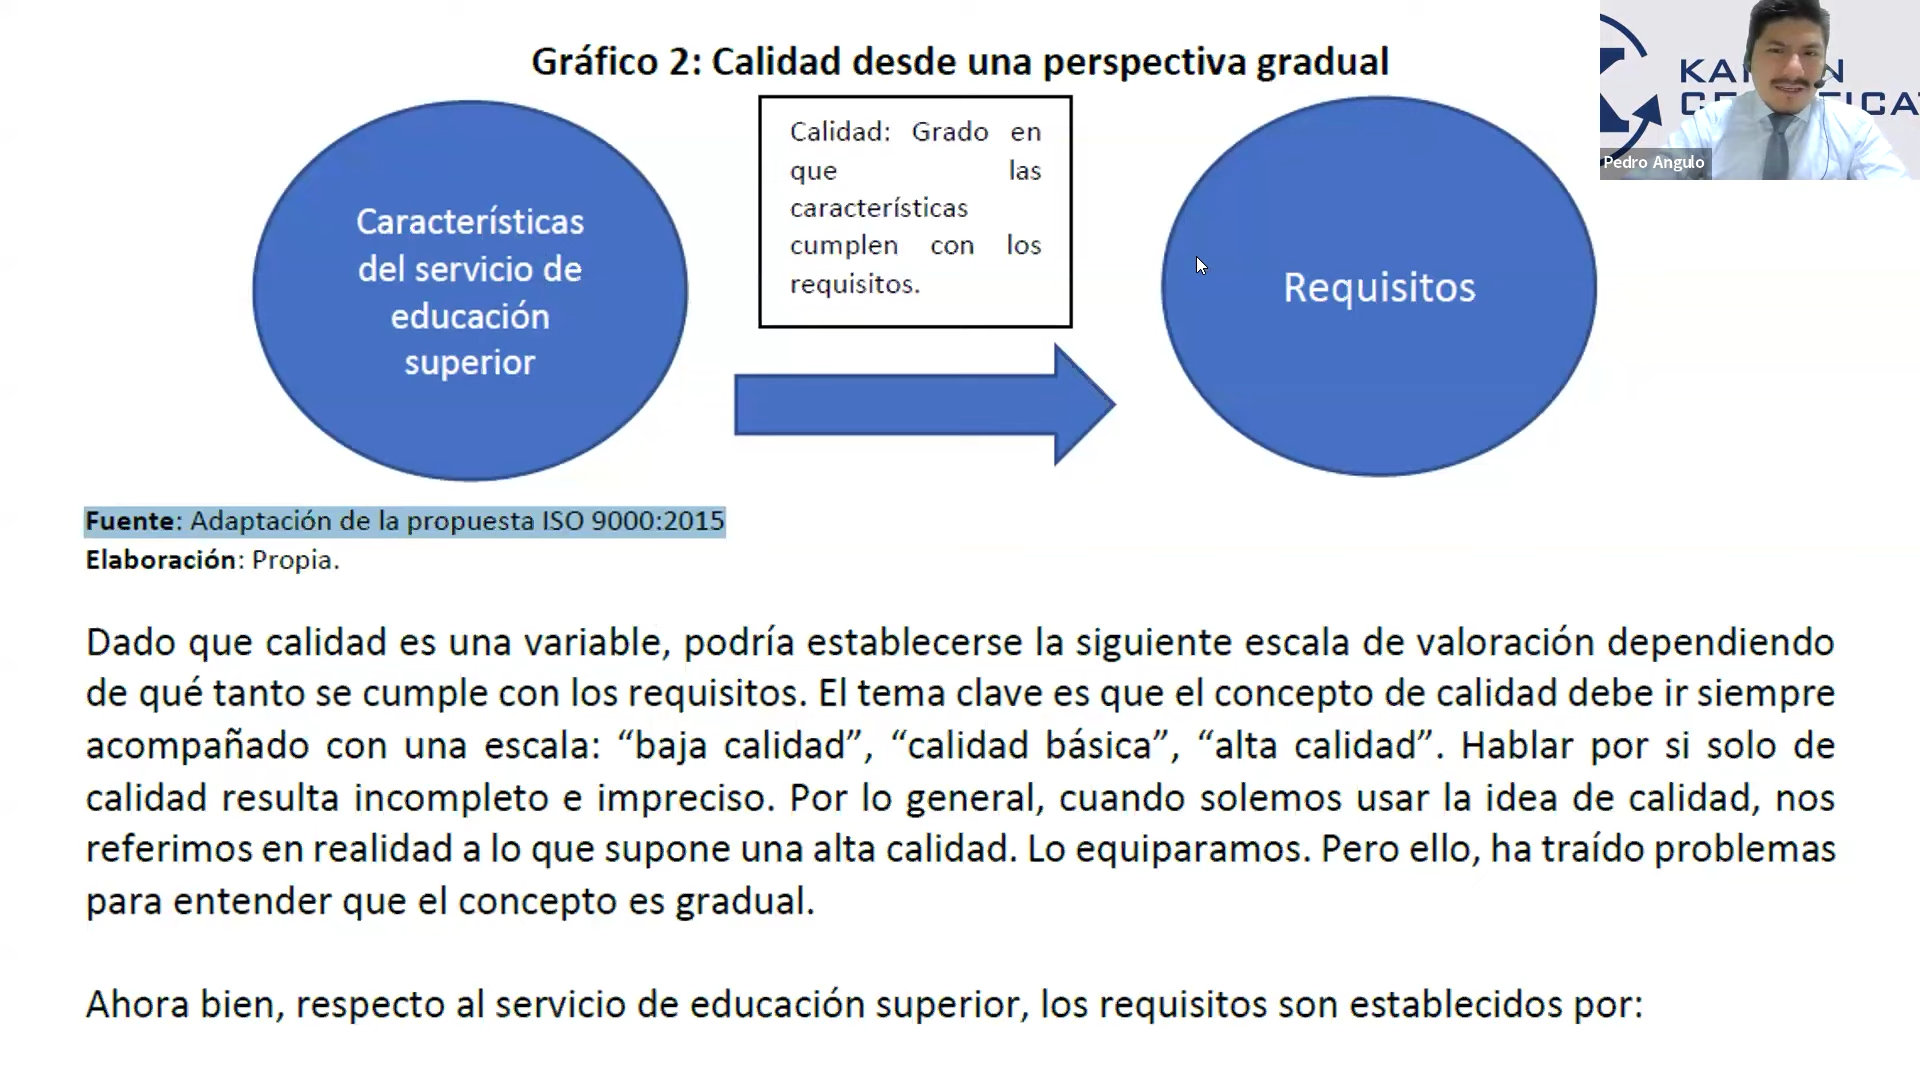 Gráfico 2: Calidad desde una perspectiva gradual
Características
del servicio de
educación
superior
Calidad: Grado en
que las
características
cumplen con los
requisitos.
Requisitos
Pedro Angulo
Fuente: Adaptación de la propuesta ISO 9000:2015
Elaboración: Propia.
Dado que calidad es una variable, podría establecerse la siguiente escala de valoración dependiendo
de qué tanto se cumple con los requisitos. El tema clave es que el concepto de calidad debe ir siempre
acompañado con una escala: “baja calidad”, “calidad básica”, “alta calidad”. Hablar por si solo de
calidad resulta incompleto e impreciso. Por lo general, cuando solemos usar la idea de calidad, nos
referimos en realidad a lo que supone una alta calidad. Lo equiparamos. Pero ello, ha traído problemas
para entender que el concepto es gradual.
Ahora bien, respecto al servicio de educación superior, los requisitos son establecidos por: